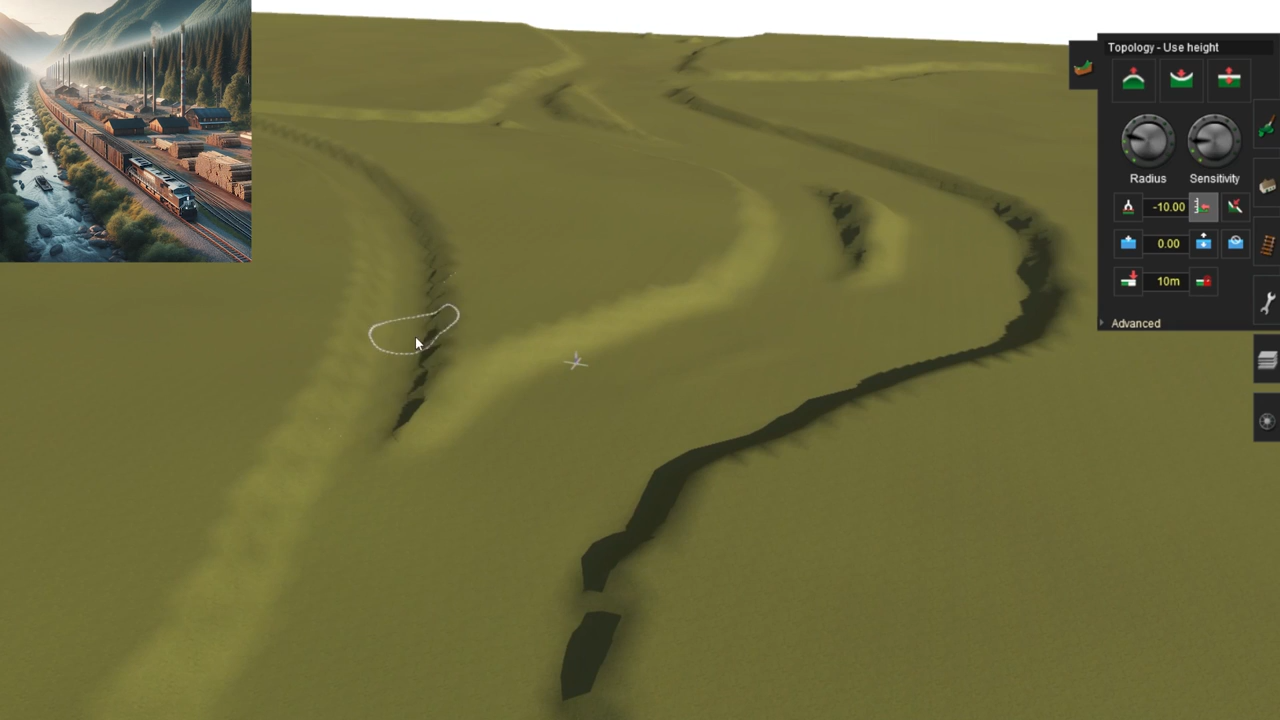 Topology - Use height
Radius
Sensitivity
-10.00
0.00
10m
Advanced